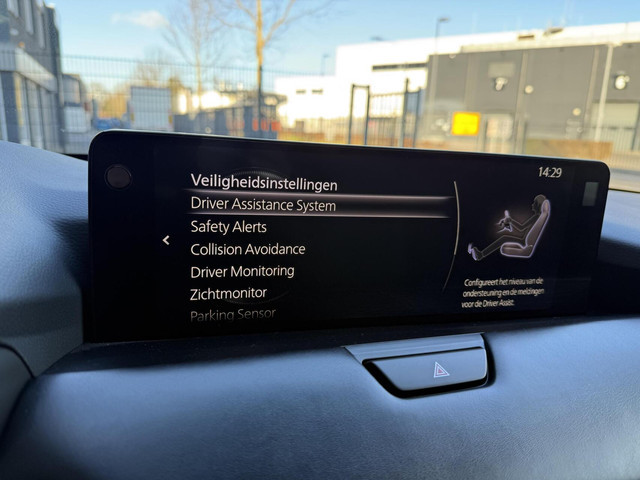 14:29
Veiligheidsinstellingen
Driver Assistance System
Safety Alerts
Collision Avoidance
Driver Monitoring
Zichtmonitor
Parking Sensor
Configureert het niveau van de
ondersteuning en de meldingen
voor de Driver Assist.